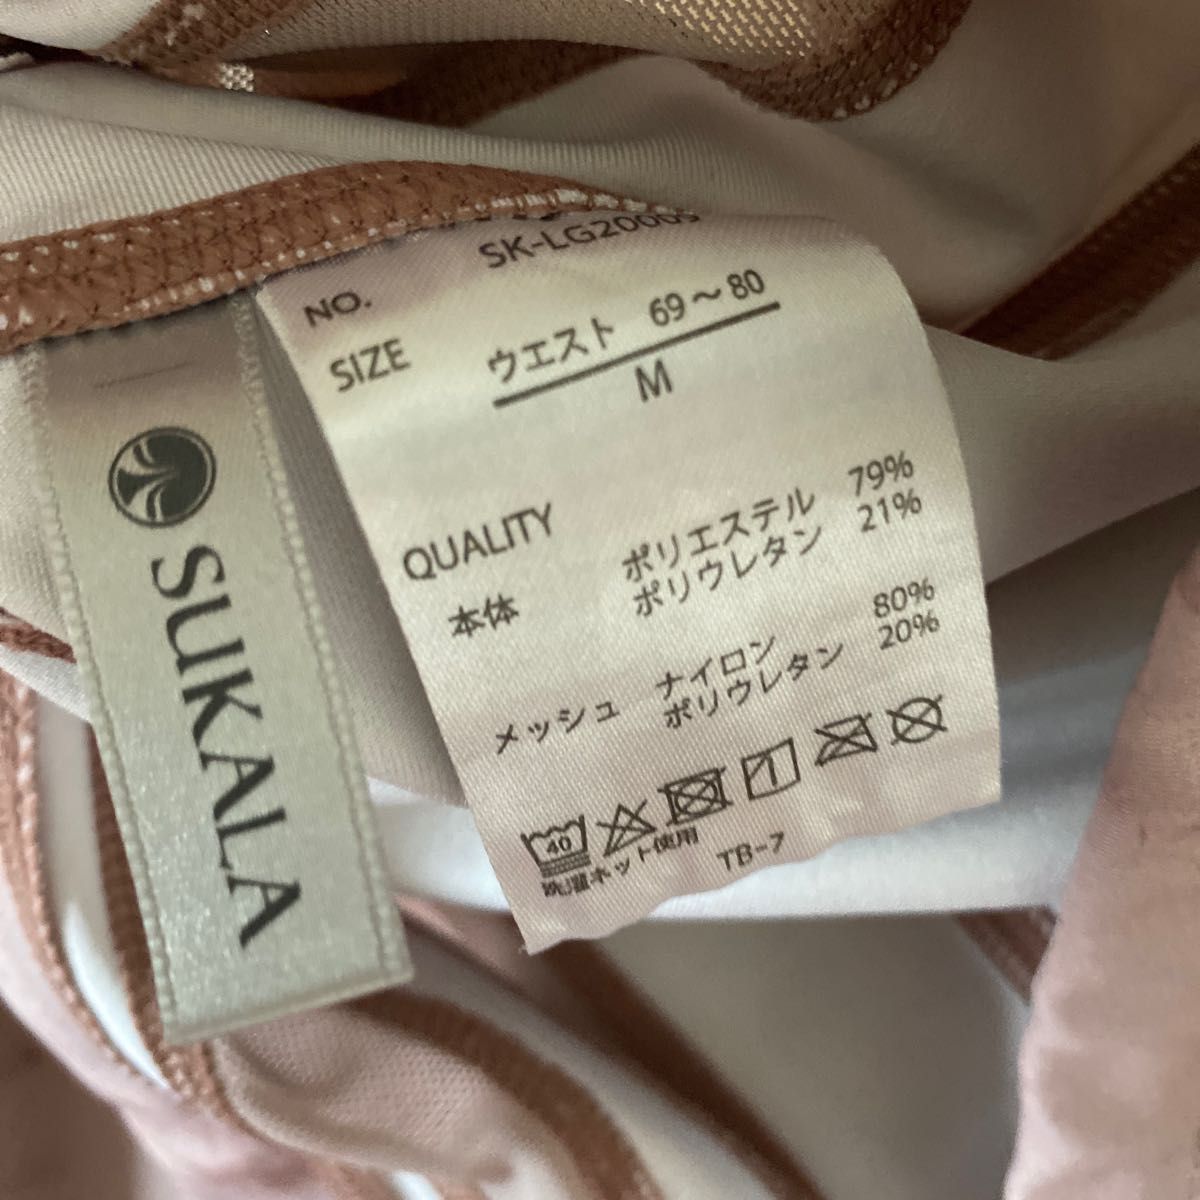 SUKALA
NO. SK-LG20009
SIZE ウエスト 69〜80
M
QUALITY
本体 ポリエステル 79%
ポリウレタン 21%
メッシュ ナイロン 80%
ポリウレタン 20%
40
洗濯ネット使用
TB-7